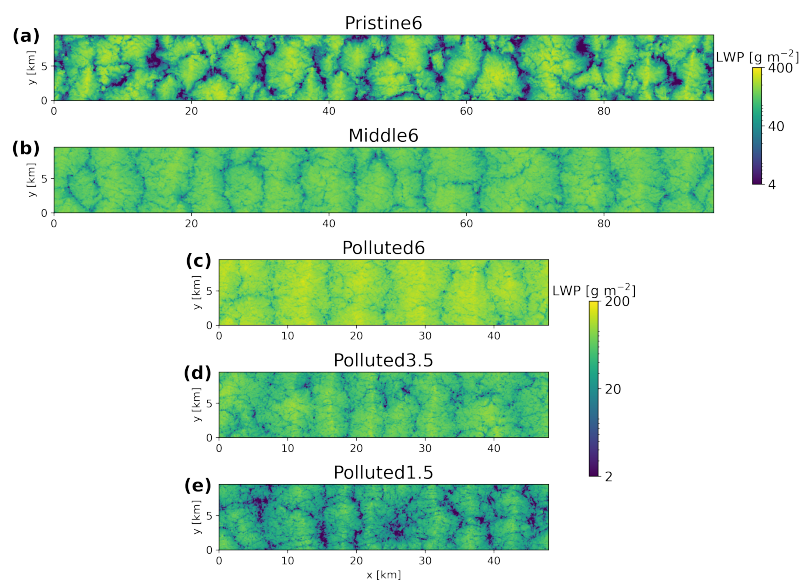 Pristine6
(a)
y [km]
5
0
0 20 40 60 80
LWP [g m⁻²]
400
40
4
Middle6
(b)
y [km]
5
0
0 20 40 60 80
Polluted6
(c)
y [km]
5
0
0 10 20 30 40
LWP [g m⁻²]
200
20
2
Polluted3.5
(d)
y [km]
5
0
0 10 20 30 40
Polluted1.5
(e)
y [km]
5
0
0 10 20 30 40
x [km]